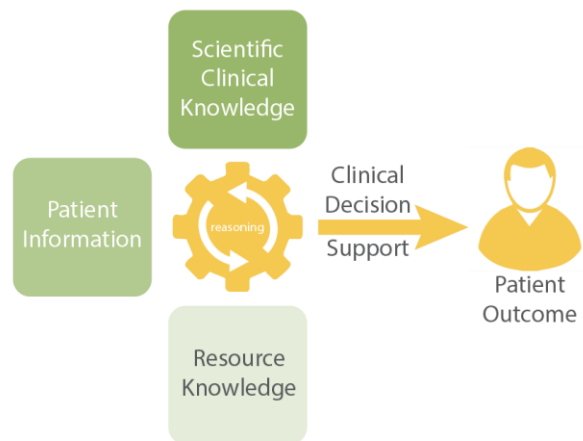 Scientific
Clinical
Knowledge
Patient
Information
reasoning
Clinical
Decision
Support
Patient
Outcome
Resource
Knowledge